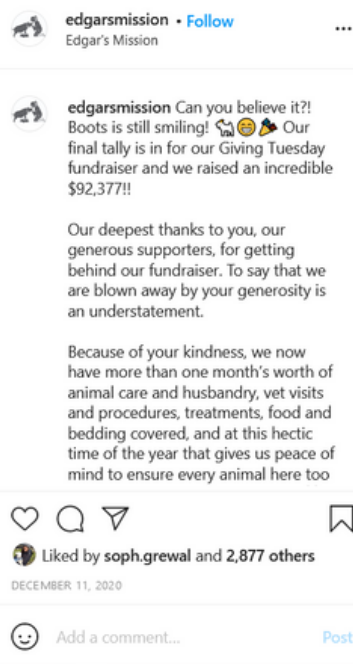 edgarsmission • Follow
Edgar's Mission
edgarsmission Can you believe it?!
Boots is still smiling! 🐩😁🎉 Our
final tally is in for our Giving Tuesday
fundraiser and we raised an incredible
$92,377!!
Our deepest thanks to you, our
generous supporters, for getting
behind our fundraiser. To say that we
are blown away by your generosity is
an understatement.
Because of your kindness, we now
have more than one month's worth of
animal care and husbandry, vet visits
and procedures, treatments, food and
bedding covered, and at this hectic
time of the year that gives us peace of
mind to ensure every animal here too
Liked by soph.grewal and 2,877 others
DECEMBER 11, 2020
Add a comment...
Post